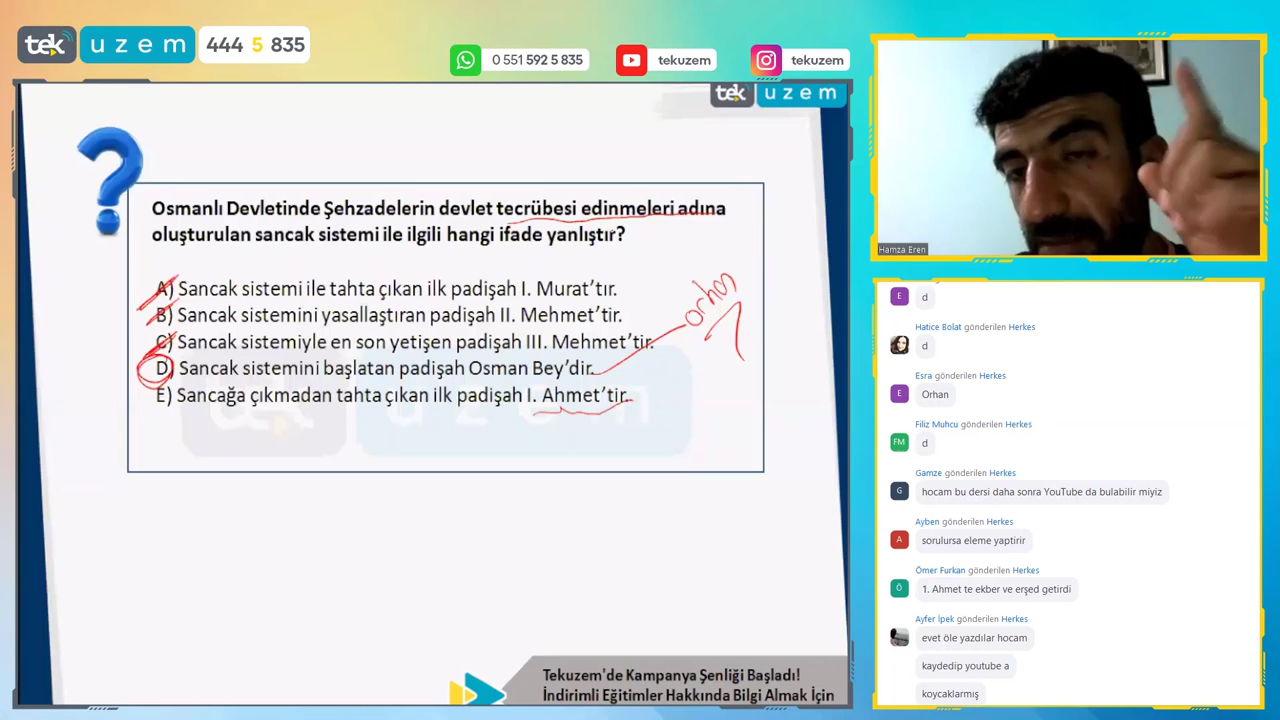 tek
uzem
444 5 835
0 551 592 5 835
tekuzem
tekuzem
tek
uzem
Osmanlı Devletinde Şehzadelerin devlet tecrübesi edinmeleri adına
oluşturulan sancak sistemi ile ilgili hangi ifade yanlıştır?
A) Sancak sistemi ile tahta çıkan ilk padişah I. Murat’tır.
B) Sancak sistemini yasallaştıran padişah II. Mehmet’tir.
C) Sancak sistemiyle en son yetişen padişah III. Mehmet’tir.
D) Sancak sistemini başlatan padişah Osman Bey’dir.
E) Sancağa çıkmadan tahta çıkan ilk padişah I. Ahmet’tir.
orhan
Tekuzem'de Kampanya Şenliği Başladı!
İndirimli Eğitimler Hakkında Bilgi Almak İçin
Hamza Eren
E
d
Hatice Bolat gönderilen Herkes
d
Esra gönderilen Herkes
E
Orhan
Filiz Muhcu gönderilen Herkes
FM
d
Gamze gönderilen Herkes
G
hocam bu dersi daha sonra YouTube da bulabilir miyiz
Ayben gönderilen Herkes
A
sorulursa eleme yaptirir
Ömer Furkan gönderilen Herkes
Ö
1. Ahmet te ekber ve erşed getirdi
Ayfer İpek gönderilen Herkes
evet öle yazdılar hocam
kaydedip youtube a
koycaklarmış